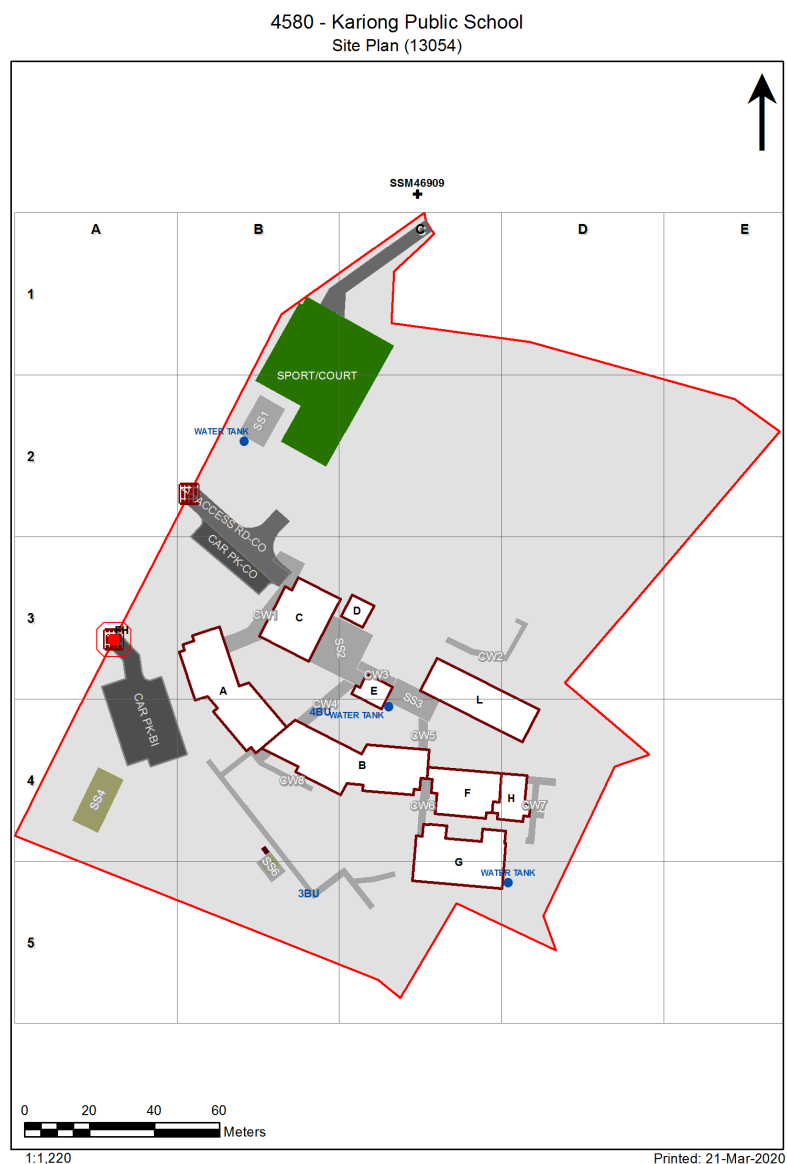 4580 - Kariong Public School
Site Plan (13054)
SSM46909
A B C D E
1
SPORT/COURT
SS1
WATER TANK
2
ACCESS RD-CO
CAR PK-CO
3
CW1
C
D
SS2
CW2
CW3
A
E
SS3
L
CW4
4BU
WATER TANK
CW5
CAR PK-BI
B
4
CW8
SS4
F
H
CW6
CW7
G
SS6
WATER TANK
3BU
5
0 20 40 60
Meters
1:1,220
Printed: 21-Mar-2020